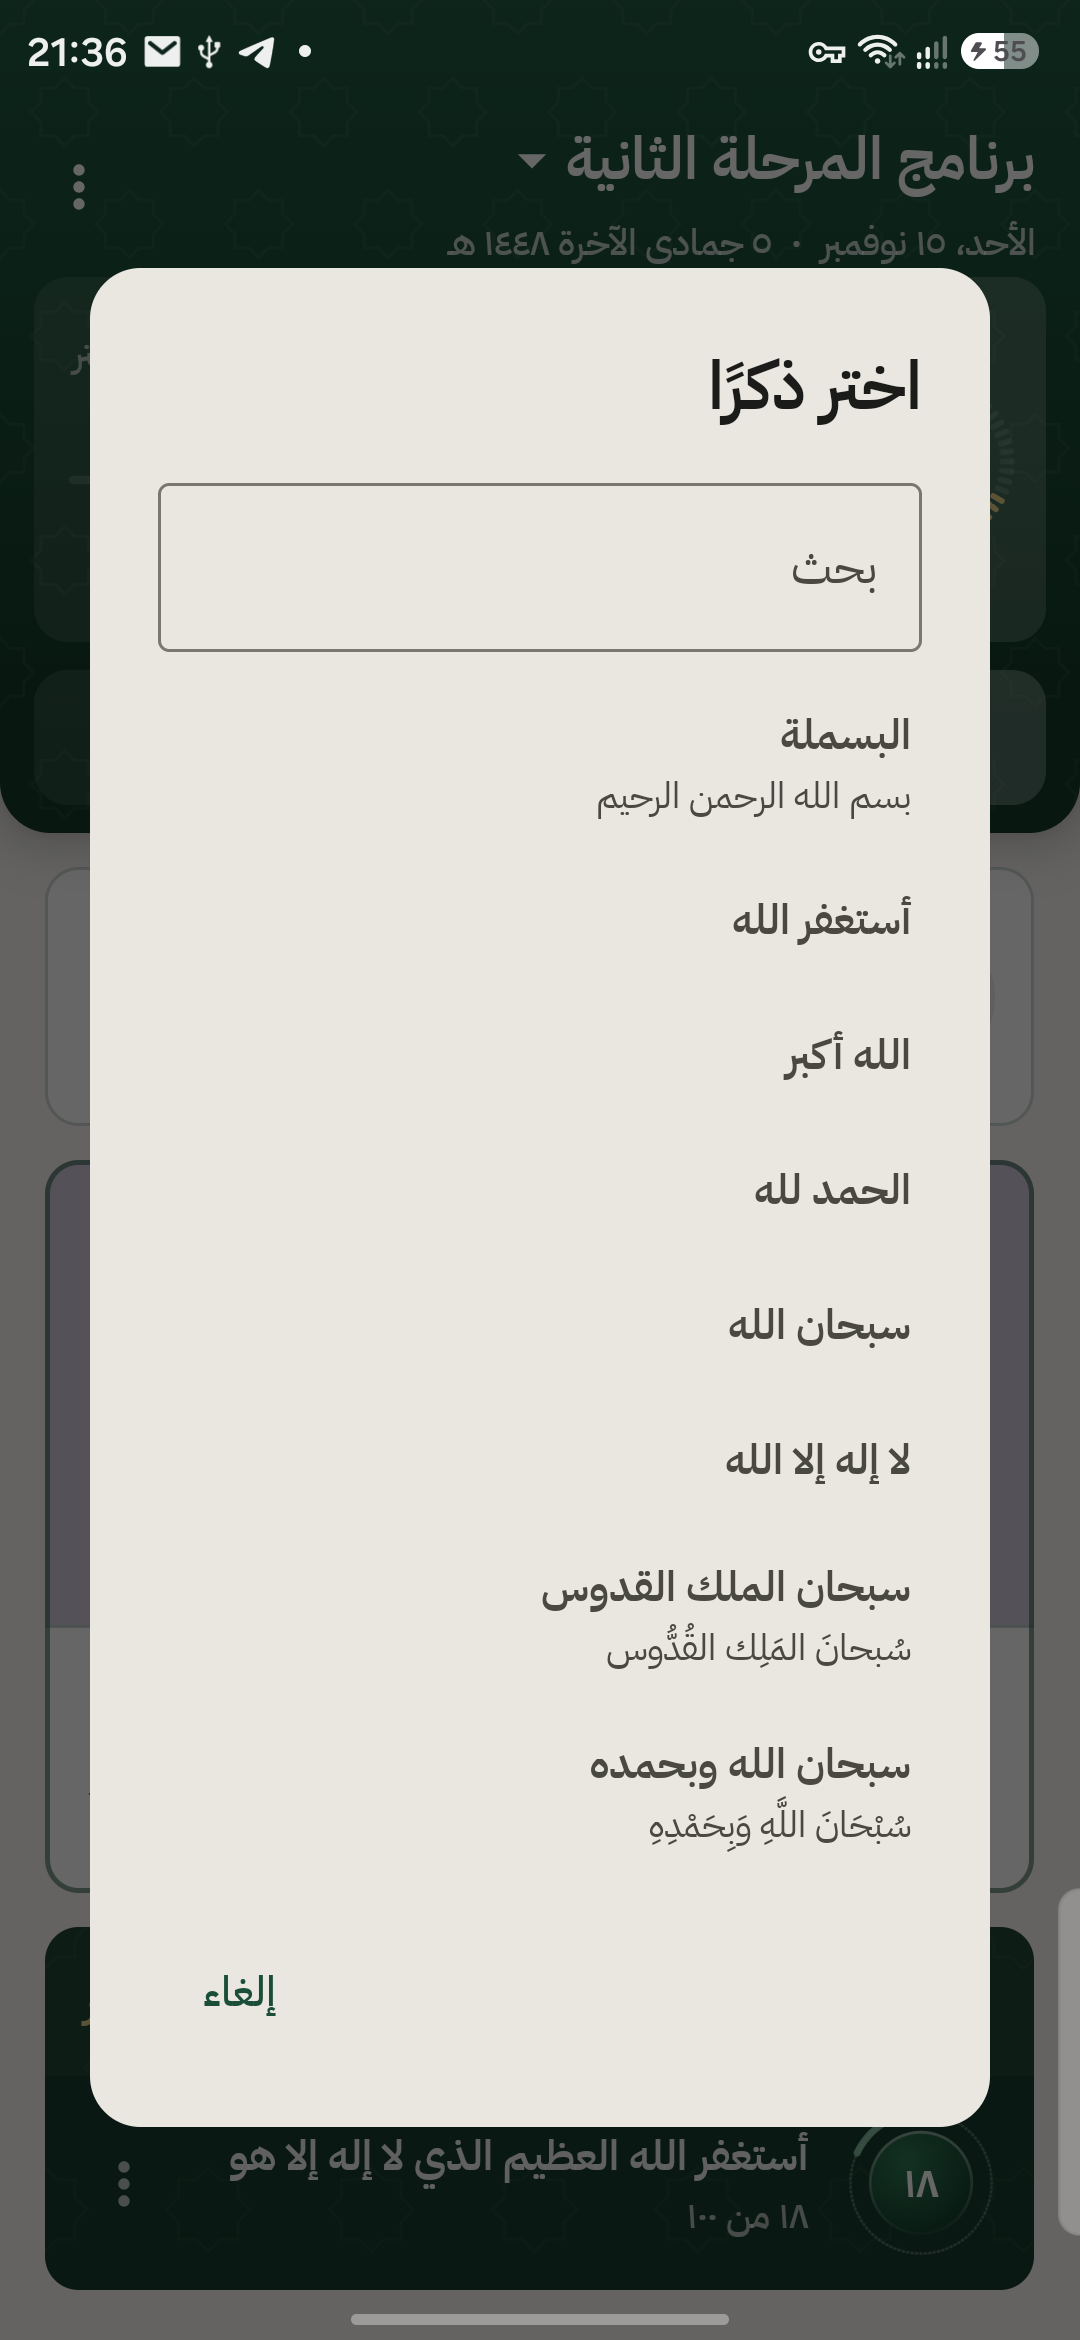 21:36
55
برنامج المرحلة الثانية
الأحد، ١٥ نوفمبر · ٥ جمادى الآخرة ١٤٤٨ هـ
اختر ذكرًا
بحث
البسملة
بسم الله الرحمن الرحيم
أستغفر الله
الله أكبر
الحمد لله
سبحان الله
لا إله إلا الله
سبحان الملك القدوس
سُبحانَ المَلِك القُدُّوس
سبحان الله وبحمده
سُبْحَانَ اللَّهِ وَبِحَمْدِهِ
إلغاء
أستغفر الله العظيم الذي لا إله إلا هو
١٨
١٨ من ١٠٠